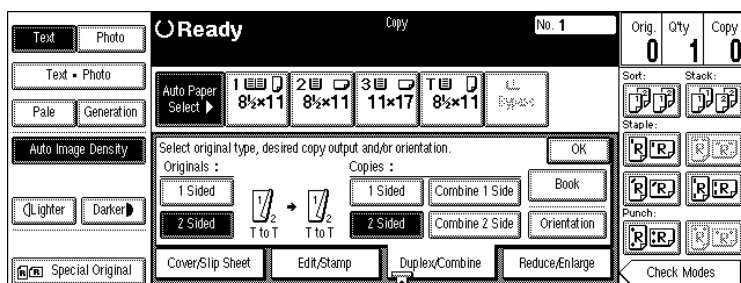 Text Photo
Text • Photo
Pale Generation
Auto Image Density
Lighter Darker
Special Original
Ready Copy No. 1
Auto Paper Select
1 8½×11
2 8½×11
3 11×17
T 8½×11
Bypass
Select original type, desired copy output and/or orientation.
OK
Originals : Copies :
1 Sided 1 Sided Combine 1 Side Book
2 Sided T to T T to T 2 Sided Combine 2 Side Orientation
Cover/Slip Sheet Edit/Stamp Duplex/Combine Reduce/Enlarge
Orig. Q'ty Copy
0 1 0
Sort: Stack:
Staple:
Punch:
Check Modes